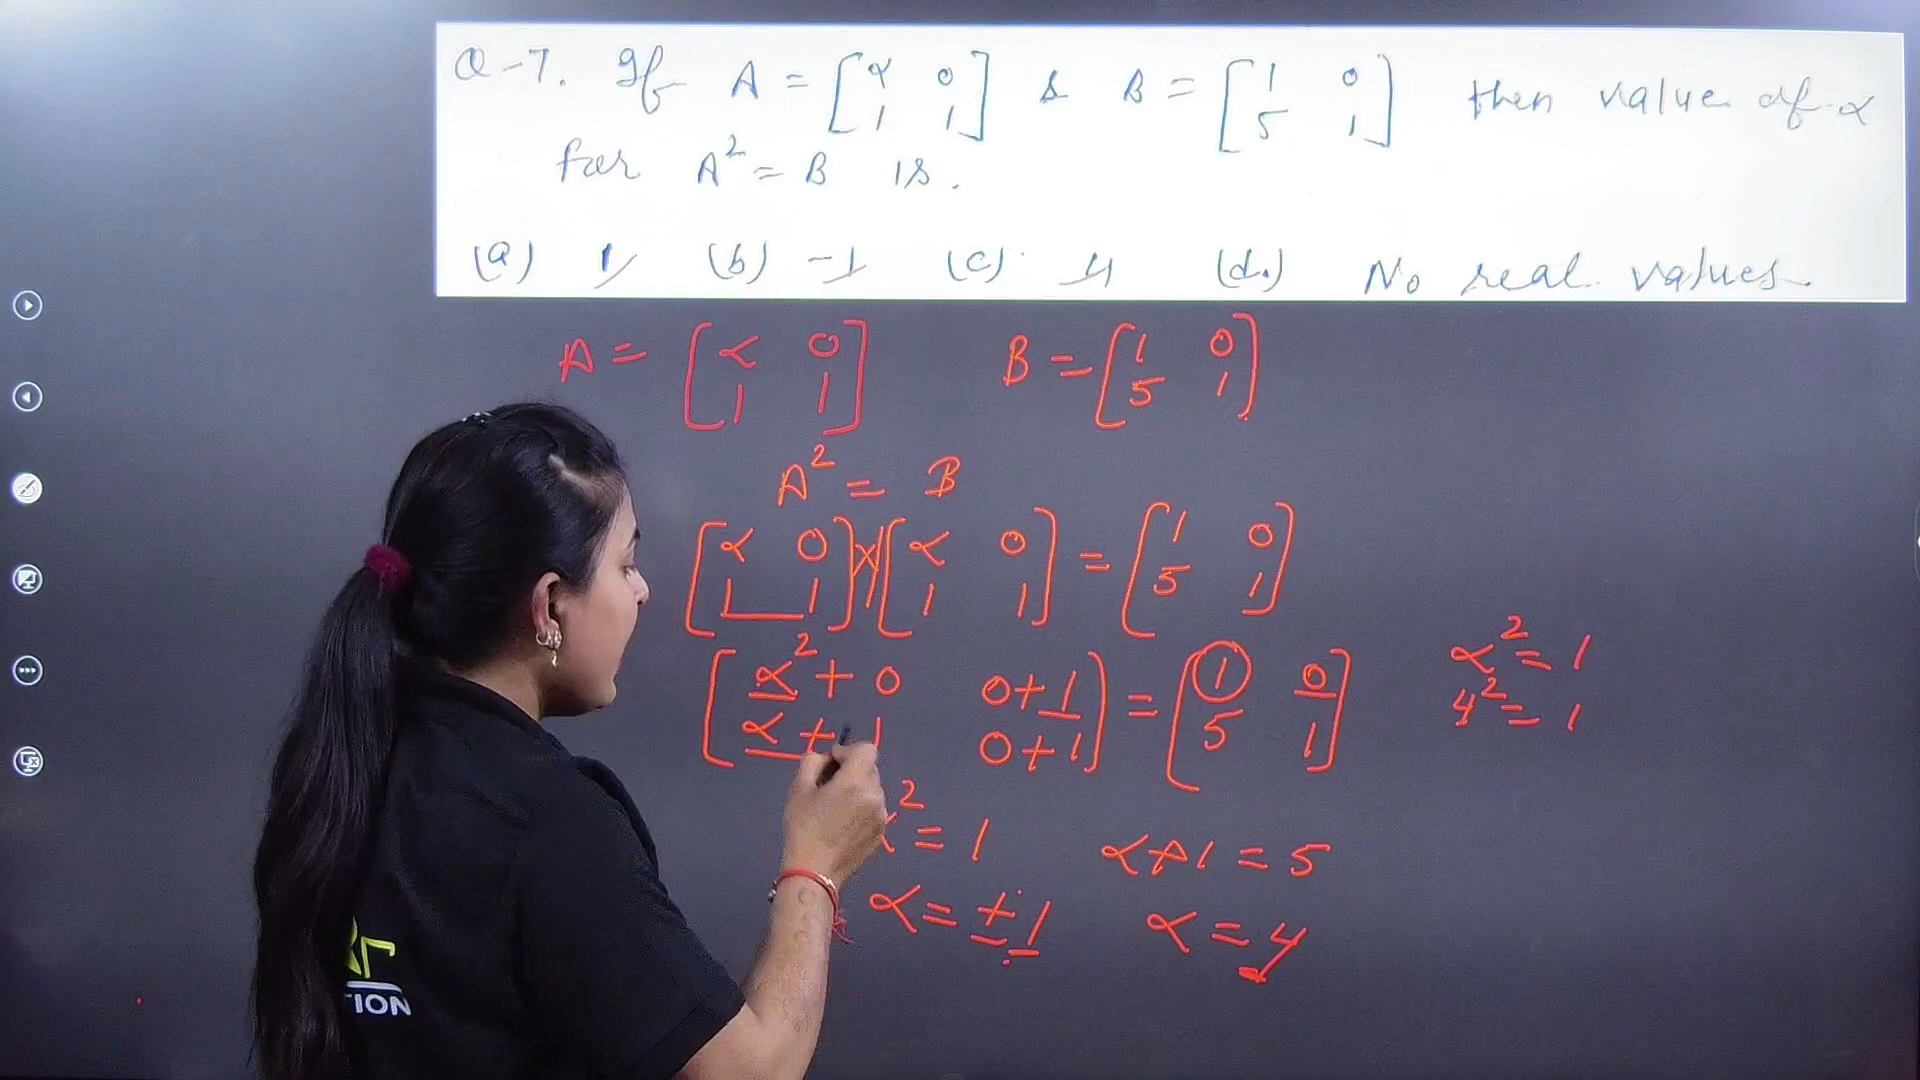 Q-7. If A = [α 0 1 1] & B = [1 0 5 1] then value of α
for A² = B is.
(a) 1 (b) -1 (c) 4 (d.) No real values.
A = [α 0 1 1] B = [1 0 5 1]
A² = B
[α 0 1 1] × [α 0 1 1] = [1 0 5 1]
[α² + 0 0+1 α + 1 0+1] = [1 0 5 1]
α² = 1
4² = 1
² = 1 α+1 = 5
α = ±1 α = 4
TION